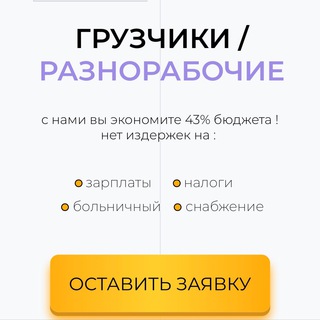 ГРУЗЧИКИ /
РАЗНОРАБОЧИЕ
с нами вы экономите 43% бюджета !
нет издержек на :
зарплаты налоги
больничный снабжение
ОСТАВИТЬ ЗАЯВКУ